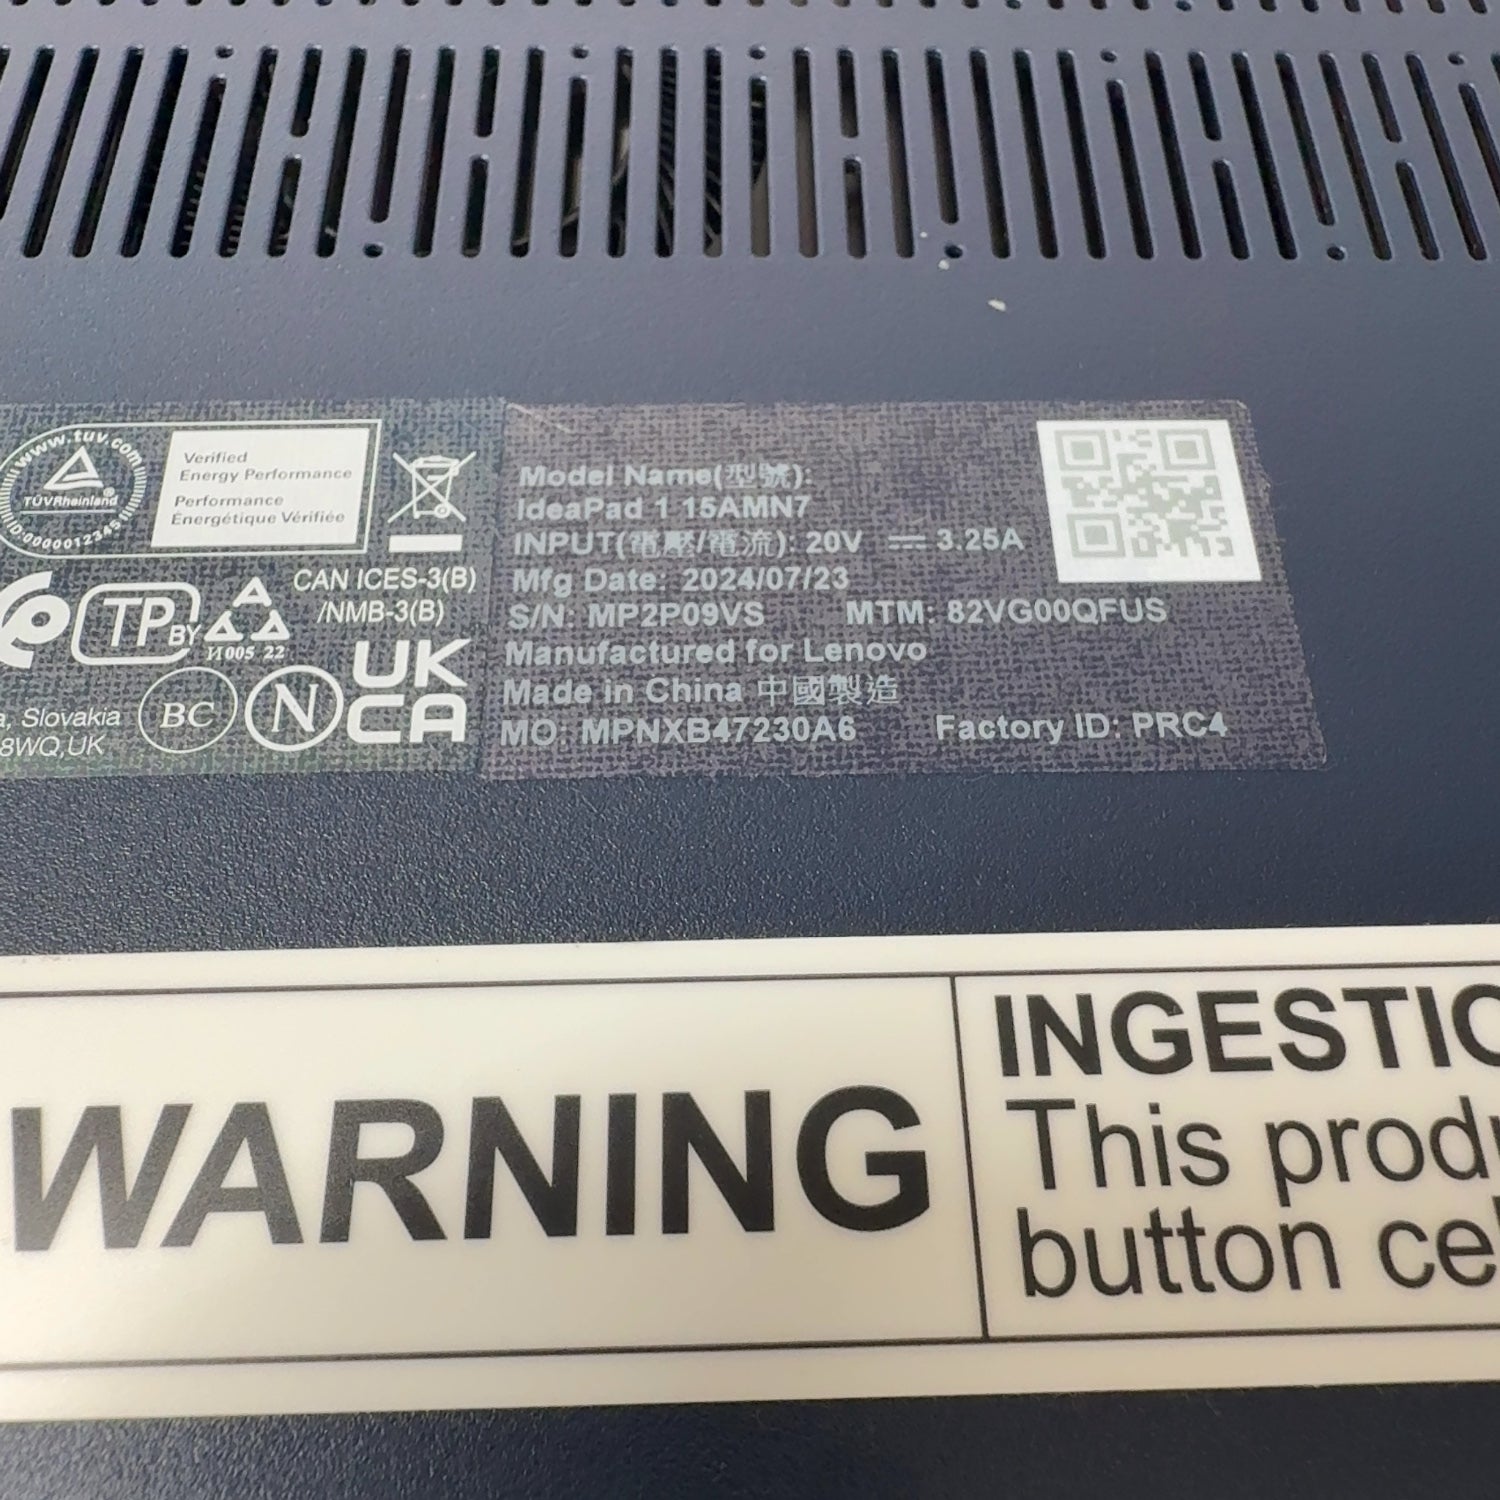 www.tuv.com
TÜVRheinland®
ID:0000012345
Verified
Energy Performance
Performance
Énergétique Vérifiée
CAN ICES-3(B)
/NMB-3(B)
TP BY
И005 22
UK
CA
BC
N
a, Slovakia
8WQ,UK
Model Name(型號):
IdeaPad 1 15AMN7
INPUT(電壓/電流): 20V ⎓ 3.25A
Mfg Date: 2024/07/23
S/N: MP2P09VS MTM: 82VG00QFUS
Manufactured for Lenovo
Made in China 中國製造
MO: MPNXB47230A6 Factory ID: PRC4
WARNING
INGESTIO
This produ
button cel